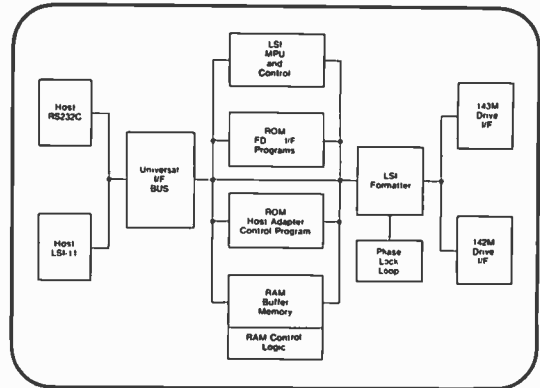 Host
RS232C
Host
LSI-11
Universal
I/F
BUS
LSI
MPU
and
Control
ROM
FD I/F
Programs
ROM
Host Adapter
Control Program
RAM
Buffer
Memory
RAM Control
Logic
LSI
Formatter
Phase
Lock
Loop
143M
Drive
I/F
142M
Drive
I/F